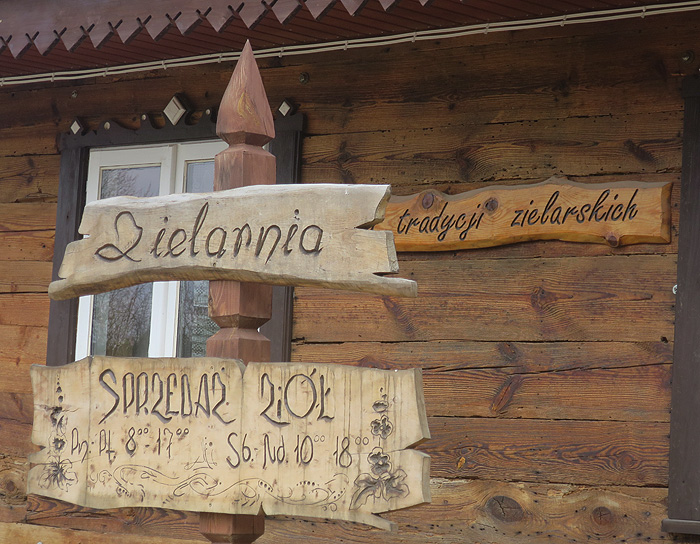 Zielarnia
tradycji zielarskich
SPRZEDAŻ ZIÓŁ
Pn.-Pt. 8⁰⁰-17⁰⁰ Sb.-Nd. 10⁰⁰ 18⁰⁰